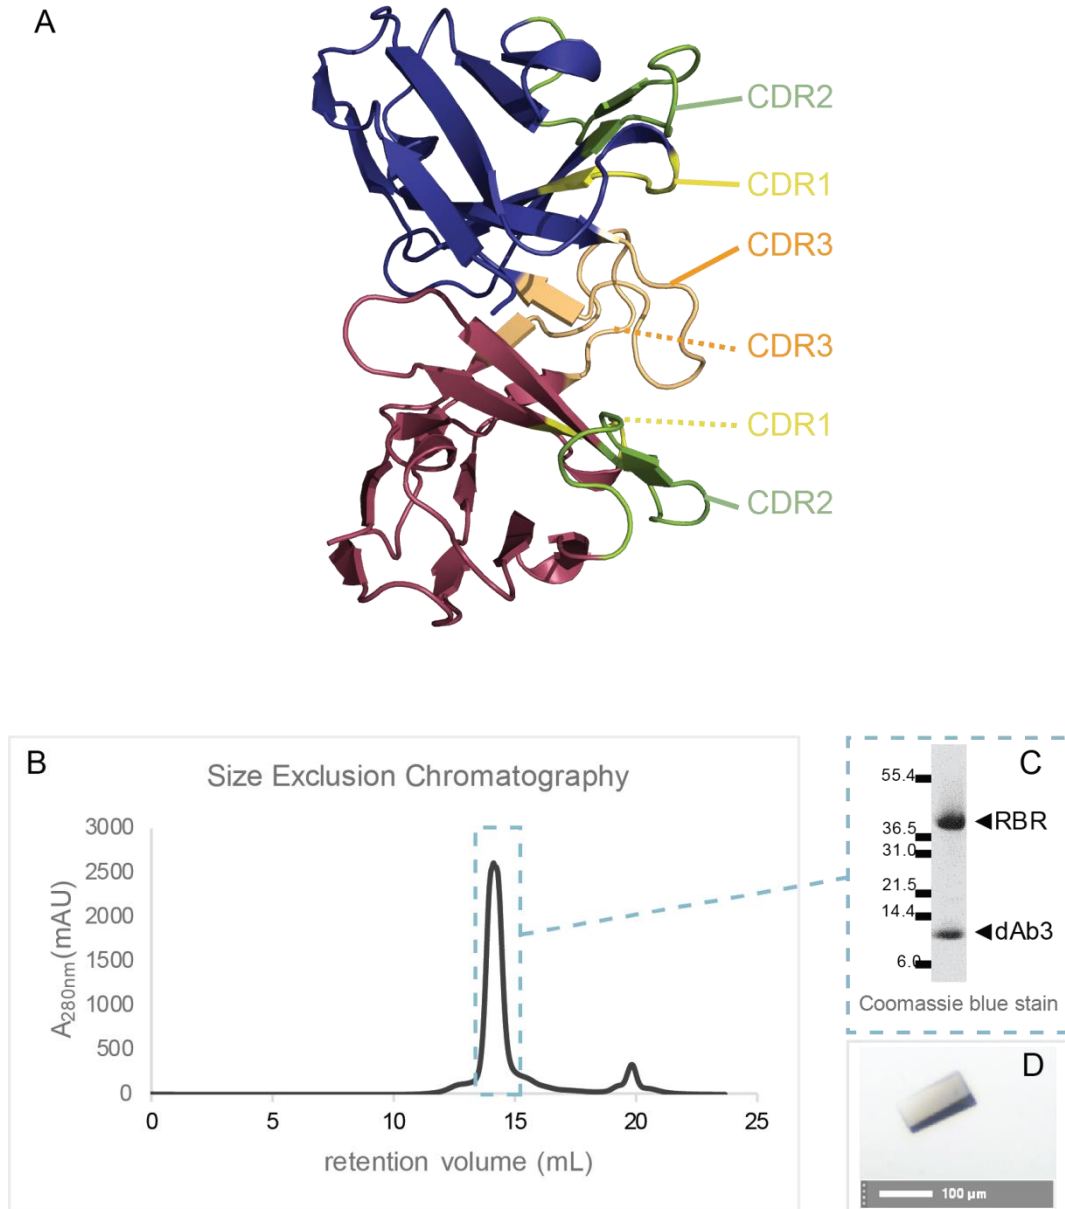 A
CDR2
CDR1
CDR3
CDR3
CDR1
CDR2
B
Size Exclusion Chromatography
3000
2500
2000
1500
1000
500
0
A280nm(mAU)
0 5 10 15 20 25
retention volume (mL)
C
55.4
36.5
31.0
21.5
14.4
6.0
◄RBR
◄dAb3
Coomassie blue stain
D
100 µm